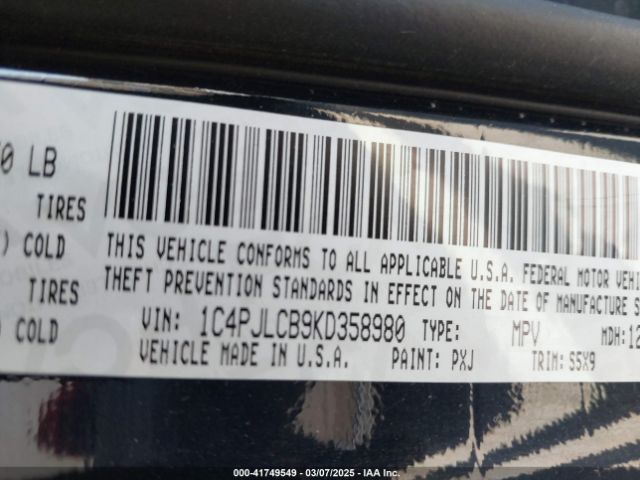 0 LB
TIRES
) COLD
TIRES
) COLD
THIS VEHICLE CONFORMS TO ALL APPLICABLE U.S.A. FEDERAL MOTOR
THEFT PREVENTION STANDARDS IN EFFECT ON THE DATE OF MANUFACTURE
VIN: 1C4PJLCB9KD358980 TYPE: MPV MDH:
VEHICLE MADE IN U.S.A. PAINT: PXJ TRIM: S5X9
000-41749549 — 03/07/2025 — IAA Inc.